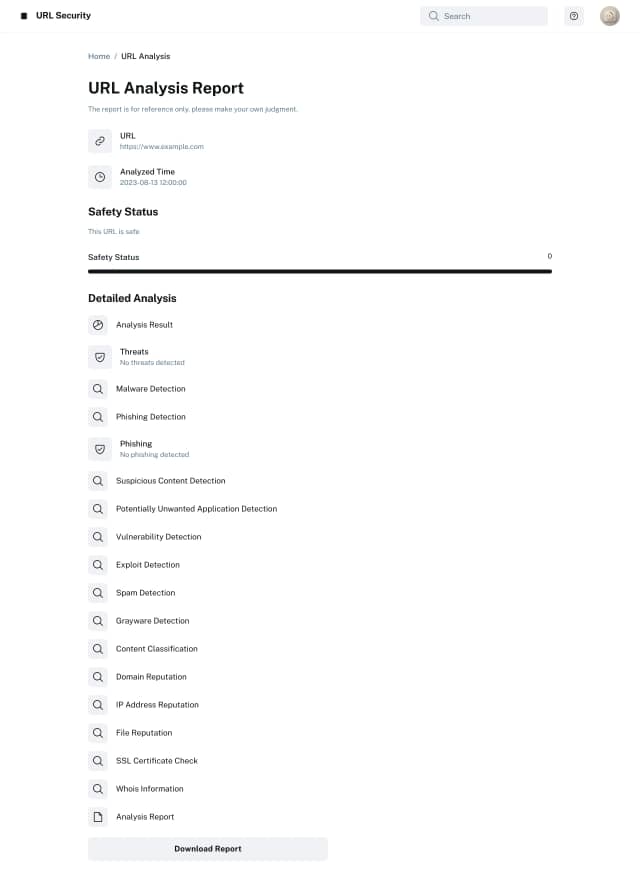 URL Security
Search
Home / URL Analysis
URL Analysis Report
The report is for reference only, please make your own judgment.
URL
https://www.example.com
Analyzed Time
2023-08-13 12:00:00
Safety Status
This URL is safe
Safety Status 0
Detailed Analysis
Analysis Result
Threats
No threats detected
Malware Detection
Phishing Detection
Phishing
No phishing detected
Suspicious Content Detection
Potentially Unwanted Application Detection
Vulnerability Detection
Exploit Detection
Spam Detection
Grayware Detection
Content Classification
Domain Reputation
IP Address Reputation
File Reputation
SSL Certificate Check
Whois Information
Analysis Report
Download Report